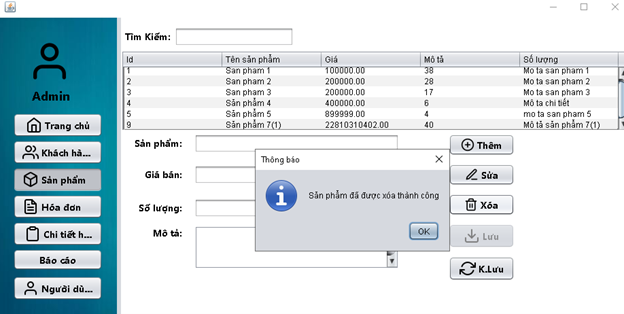 Tìm Kiếm:
Id Tên sản phẩm Giá Mô tả Số lượng
1 San pham 1 100000.00 38 Mo ta san pham 1
2 San pham 2 200000.00 28 Mo ta san pham 2
3 San pham 3 200000.00 17 Mo ta san pham 3
4 Sản phẩm 4 400000.00 6 Mô tả chi tiết
5 Sản phẩm 5 899999.00 4 mo ta san pham 5
9 Sản phẩm 7(1) 22810310402.00 40 Mô tả sản phẩm 7(1)
Admin
Trang chủ
Khách hà...
Sản phẩm
Hóa đơn
Chi tiết h...
Báo cáo
Người dù...
Sản phẩm:
Giá bán:
Số lượng:
Mô tả:
Thông báo
Sản phẩm đã được xóa thành công
OK
Thêm
Sửa
Xóa
Lưu
K.Lưu